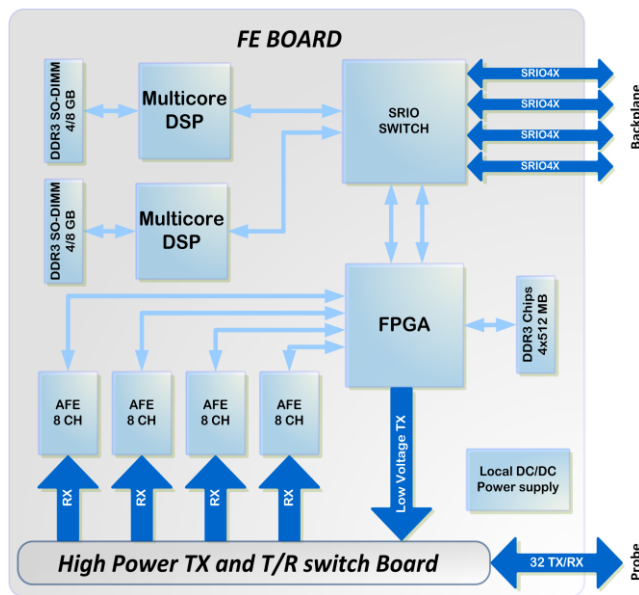 FE BOARD
DDR3 SO-DIMM
4/8 GB
Multicore
DSP
SRIO
SWITCH
SRIO4X
SRIO4X
SRIO4X
SRIO4X
Backplane
DDR3 SO-DIMM
4/8 GB
Multicore
DSP
FPGA
DDR3 Chips
4x512 MB
AFE
8 CH
AFE
8 CH
AFE
8 CH
AFE
8 CH
RX
RX
RX
RX
Low Voltage TX
Local DC/DC
Power supply
High Power TX and T/R switch Board
32 TX/RX
Probe